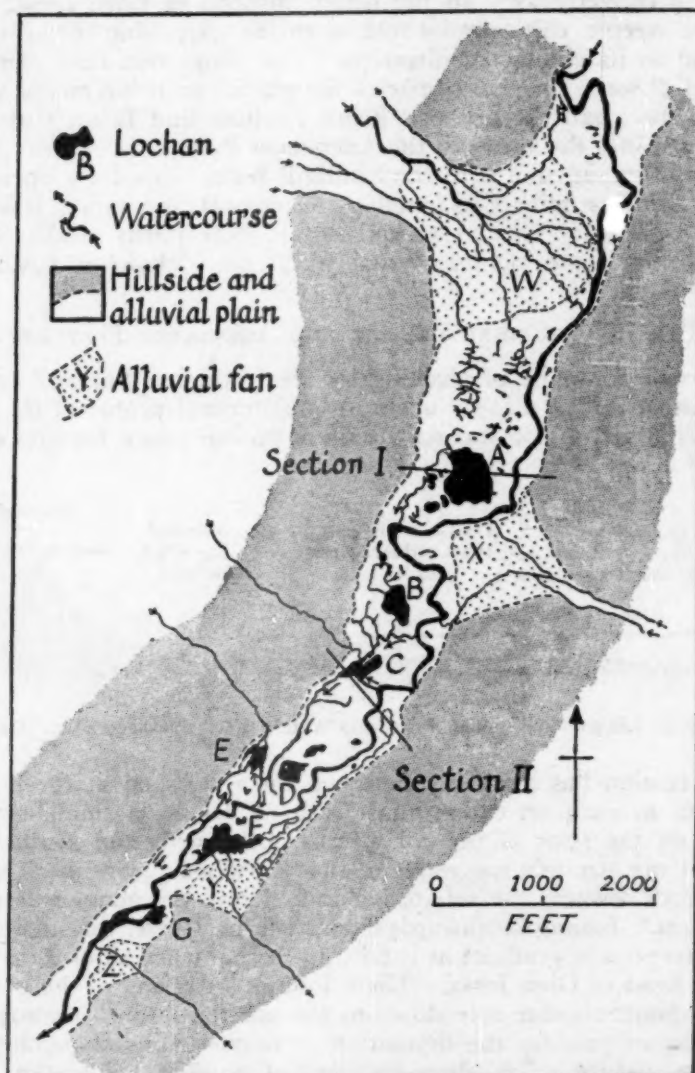 B
Lochan
Watercourse
Hillside and
alluvial plain
Y
Alluvial fan
W
A
Section I
X
B
C
E
D
Section II
F
Y
G
Z
0 1000 2000
FEET